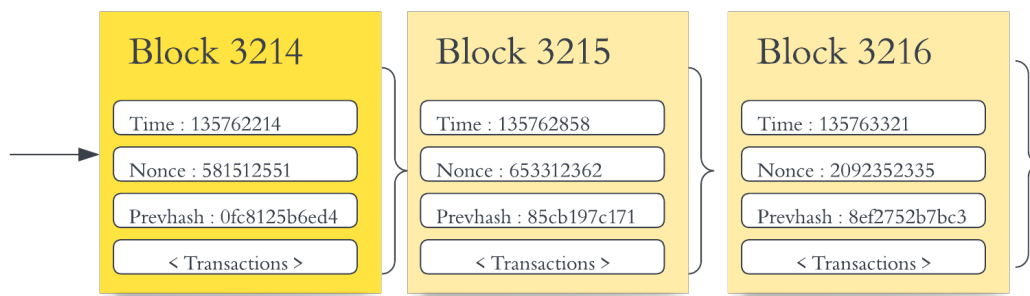 Block 3214
Time : 135762214
Nonce : 581512551
Prevhash : 0fc8125b6ed4
< Transactions >
Block 3215
Time : 135762858
Nonce : 653312362
Prevhash : 85cb197c171
< Transactions >
Block 3216
Time : 135763321
Nonce : 2092352335
Prevhash : 8ef2752b7bc3
< Transactions >